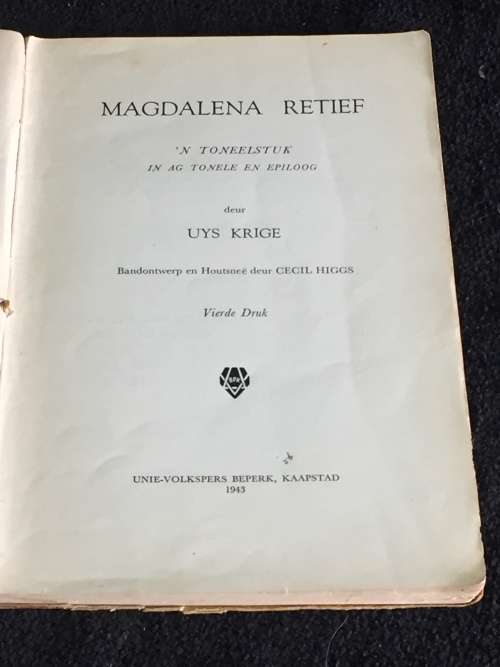 MAGDALENA RETIEF
'N TONEELSTUK
IN AG TONELE EN EPILOOG
deur
UYS KRIGE
Bandontwerp en Houtsneë deur CECIL HIGGS
Vierde Druk
UNIE-VOLKSPERS BEPERK, KAAPSTAD
1943